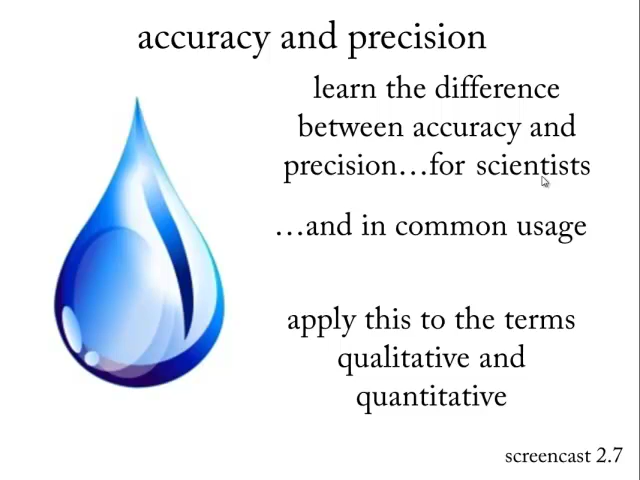 accuracy and precision
learn the difference
between accuracy and
precision…for scientists
…and in common usage
apply this to the terms
qualitative and
quantitative
screencast 2.7